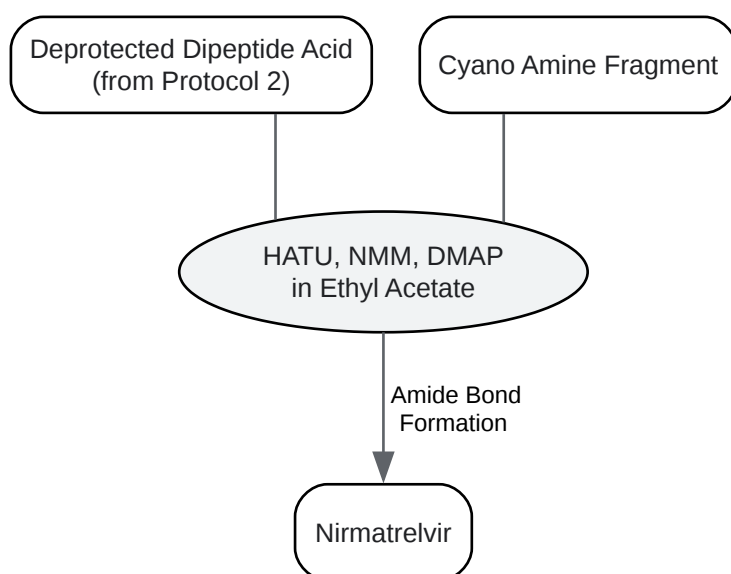 Deprotected Dipeptide Acid
(from Protocol 2)
Cyano Amine Fragment
HATU, NMM, DMAP
in Ethyl Acetate
Amide Bond
Formation
Nirmatrelvir